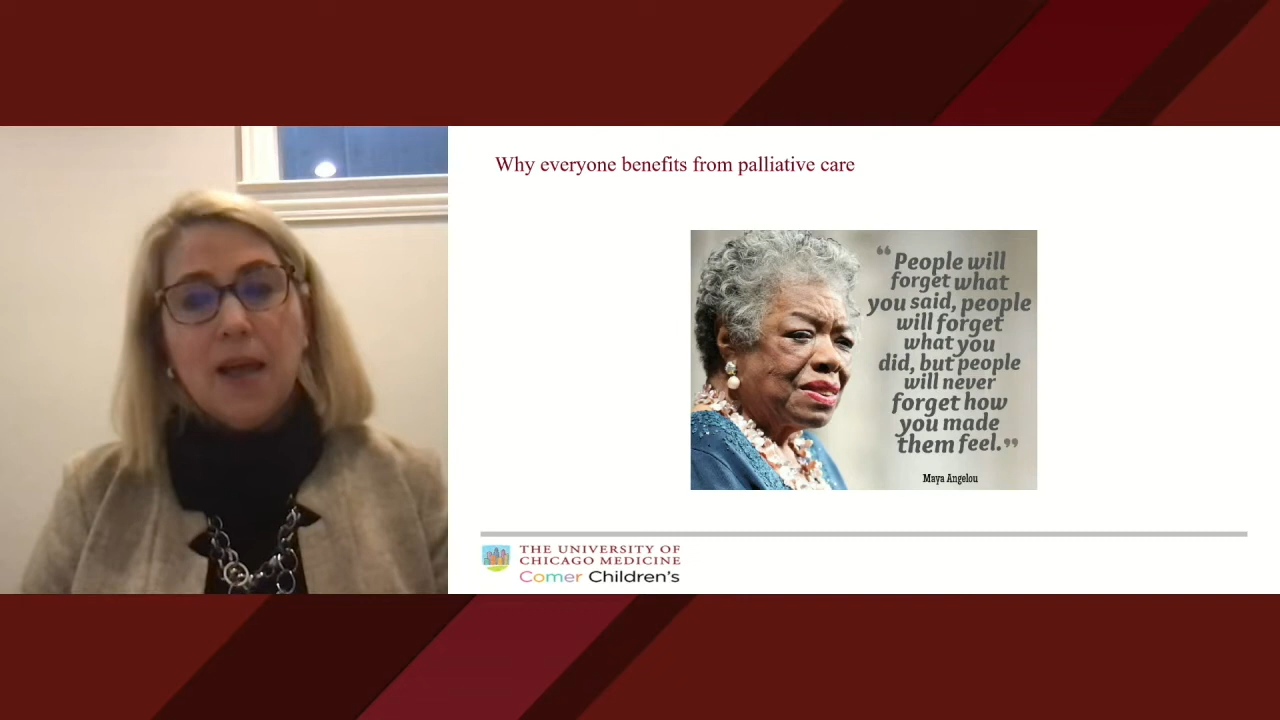 Why everyone benefits from palliative care
“People will
forget what
you said, people
will forget
what you
did, but people
will never
forget how
you made
them feel.”
Maya Angelou
THE UNIVERSITY OF
CHICAGO MEDICINE
Comer Children's